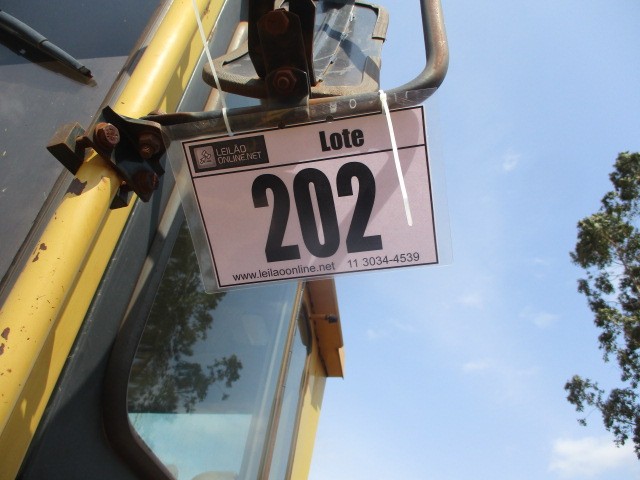 LEILÃO
ONLINE.NET
Lote
202
www.leilaoonline.net 11 3034-4539